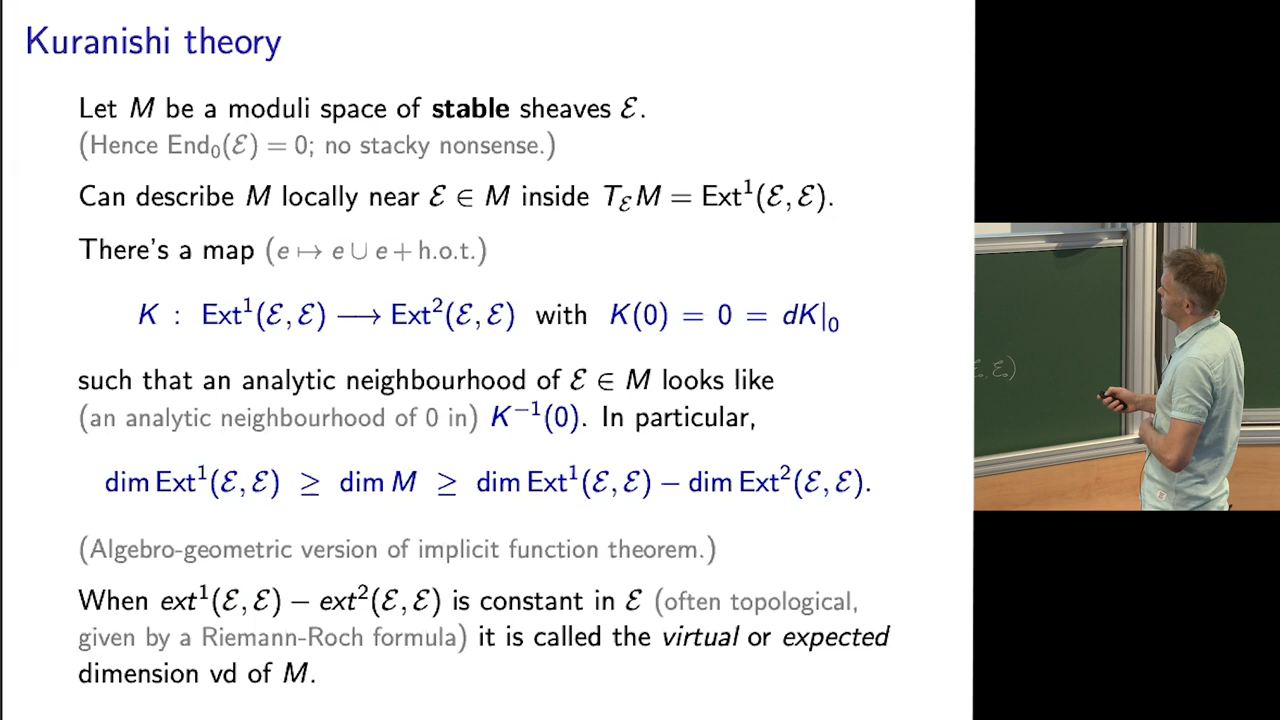 Kuranishi theory
Let M be a moduli space of stable sheaves ℰ.
(Hence End₀(ℰ) = 0; no stacky nonsense.)
Can describe M locally near ℰ ∈ M inside T_ℰ M = Ext¹(ℰ, ℰ).
There's a map (e ↦ e ∪ e + h.o.t.)
K : Ext¹(ℰ, ℰ) ⟶ Ext²(ℰ, ℰ) with K(0) = 0 = dK|₀
such that an analytic neighbourhood of ℰ ∈ M looks like
(an analytic neighbourhood of 0 in) K⁻¹(0). In particular,
dim Ext¹(ℰ, ℰ) ≥ dim M ≥ dim Ext¹(ℰ, ℰ) − dim Ext²(ℰ, ℰ).
(Algebro-geometric version of implicit function theorem.)
When ext¹(ℰ, ℰ) − ext²(ℰ, ℰ) is constant in ℰ (often topological,
given by a Riemann-Roch formula) it is called the virtual or expected
dimension vd of M.